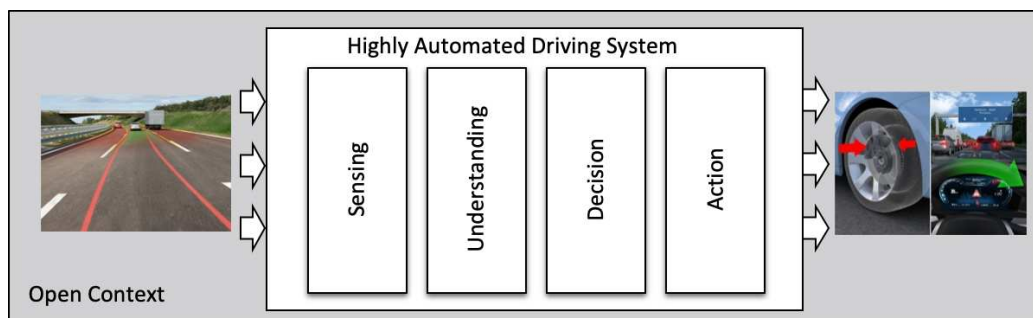 Highly Automated Driving System
Sensing
Understanding
Decision
Action
Open Context